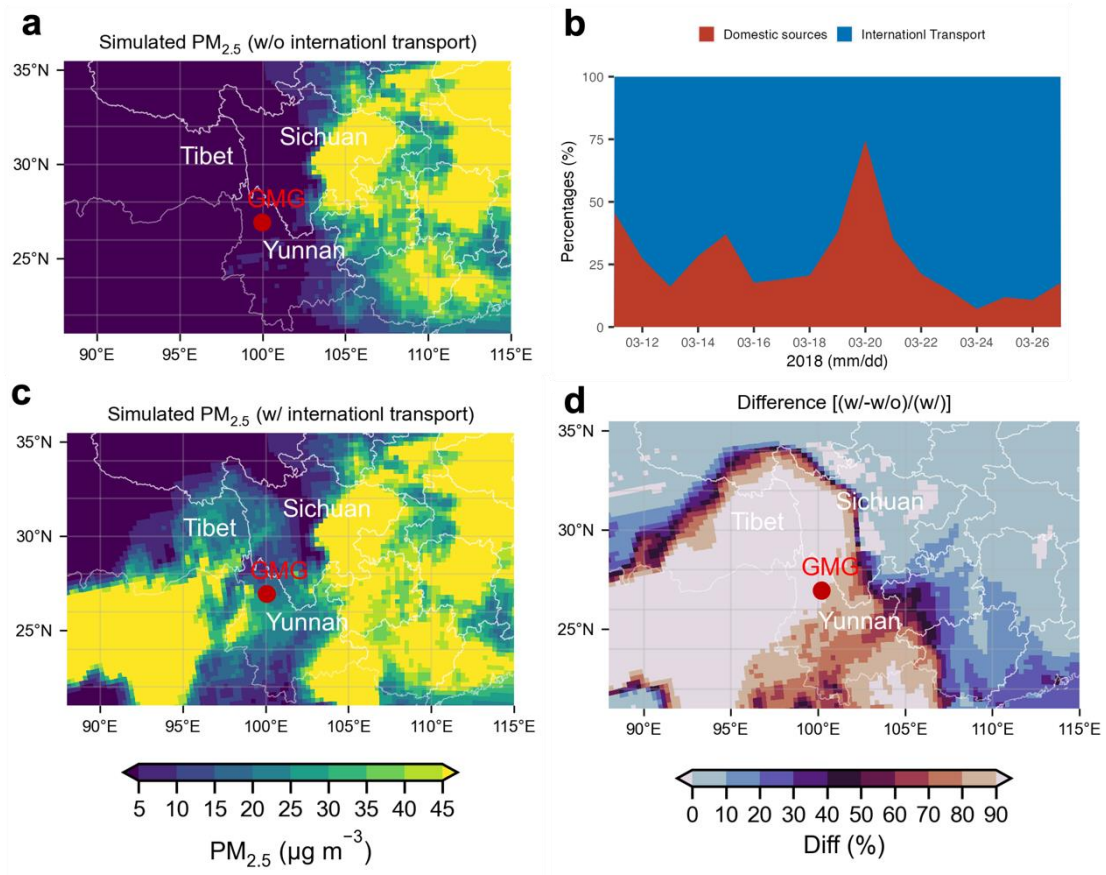 a
Simulated PM2.5 (w/o internationl transport)
35°N
30°N
25°N
Tibet
Sichuan
GMG
Yunnan
90°E 95°E 100°E 105°E 110°E 115°E
b
Domestic sources Internationl Transport
Percentages (%)
100
75
50
25
0
03-12 03-14 03-16 03-18 03-20 03-22 03-24 03-26
2018 (mm/dd)
c
Simulated PM2.5 (w/ internationl transport)
35°N
30°N
25°N
Tibet
Sichuan
GMG
Yunnan
90°E 95°E 100°E 105°E 110°E 115°E
5 10 15 20 25 30 35 40 45
PM2.5 (µg m−3)
d
Difference [(w/-w/o)/(w/)]
35°N
30°N
25°N
Sichuan
Tibet
GMG
Yunnan
90°E 95°E 100°E 105°E 110°E 115°E
0 10 20 30 40 50 60 70 80 90
Diff (%)